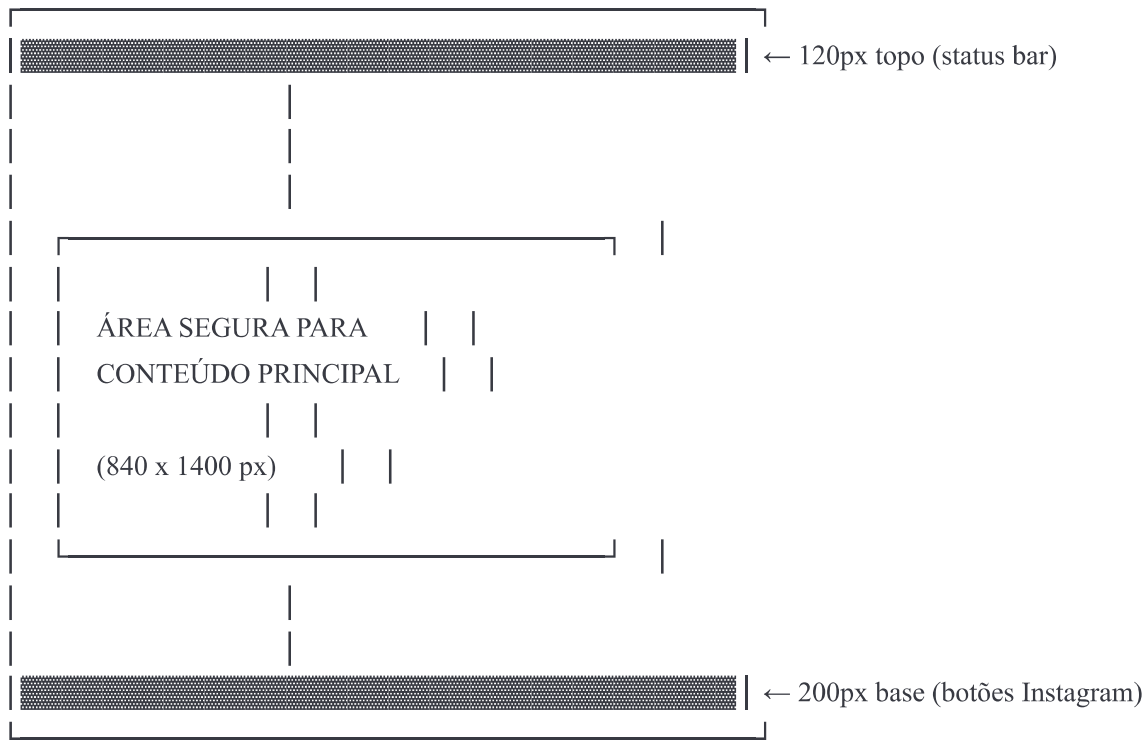 ← 120px topo (status bar)
ÁREA SEGURA PARA
CONTEÚDO PRINCIPAL
(840 x 1400 px)
← 200px base (botões Instagram)